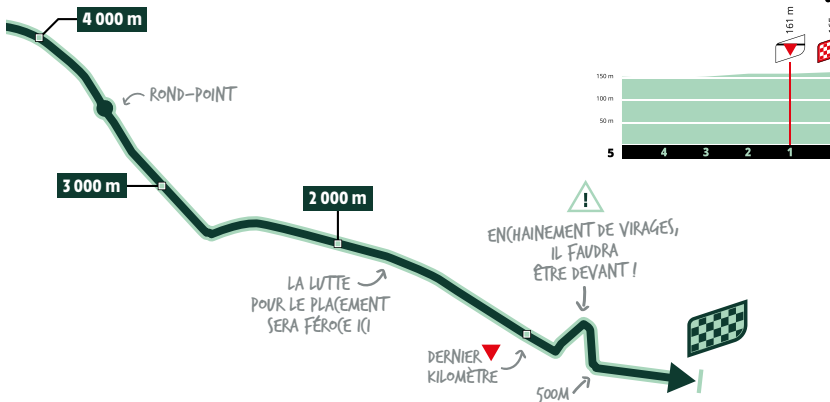 4 000 m
ROND-POINT
3 000 m
2 000 m
LA LUTTE
POUR LE PLACEMENT
SERA FÉROCE ICI
!
ENCHAINEMENT DE VIRAGES,
IL FAUDRA
ÊTRE DEVANT !
DERNIER
KILOMÈTRE
500M
161 m
150 m
100 m
50 m
5 4 3 2 1